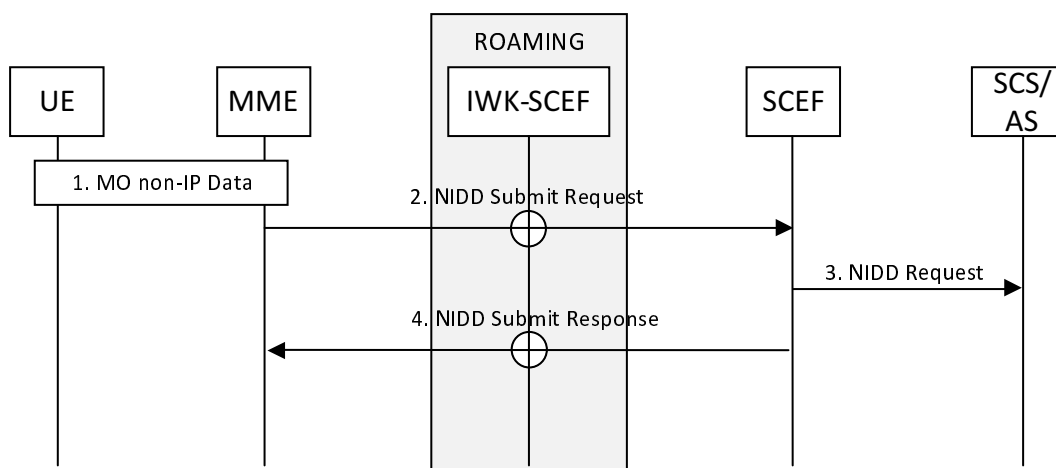 ROAMING
UE
MME
IWK-SCEF
SCEF
SCS/
AS
1. MO non-IP Data
2. NIDD Submit Request
3. NIDD Request
4. NIDD Submit Response